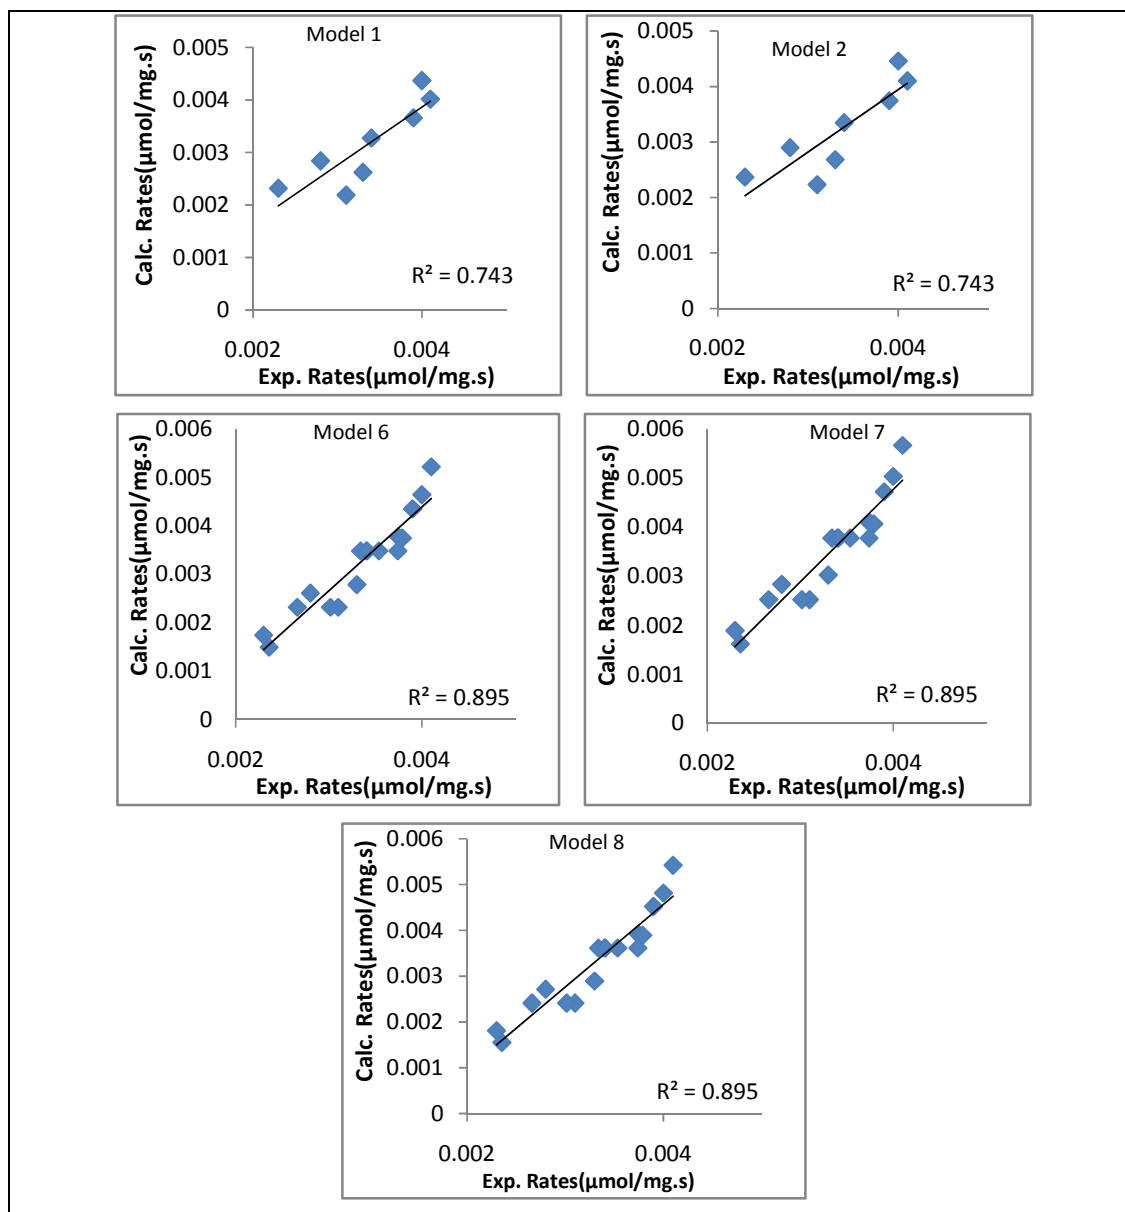 Model 1
Calc. Rates(µmol/mg.s)
0.005
0.004
0.003
0.002
0.001
0
R² = 0.743
0.002 0.004
Exp. Rates(µmol/mg.s)
Model 2
Calc. Rates(µmol/mg.s)
0.005
0.004
0.003
0.002
0.001
0
R² = 0.743
0.002 0.004
Exp. Rates(µmol/mg.s)
Model 6
Calc. Rates(µmol/mg.s)
0.006
0.005
0.004
0.003
0.002
0.001
0
R² = 0.895
0.002 0.004
Exp. Rates(µmol/mg.s)
Model 7
Calc. Rates(µmol/mg.s)
0.006
0.005
0.004
0.003
0.002
0.001
0
R² = 0.895
0.002 0.004
Exp. Rates(µmol/mg.s)
Model 8
Calc. Rates(µmol/mg.s)
0.006
0.005
0.004
0.003
0.002
0.001
0
R² = 0.895
0.002 0.004
Exp. Rates(µmol/mg.s)